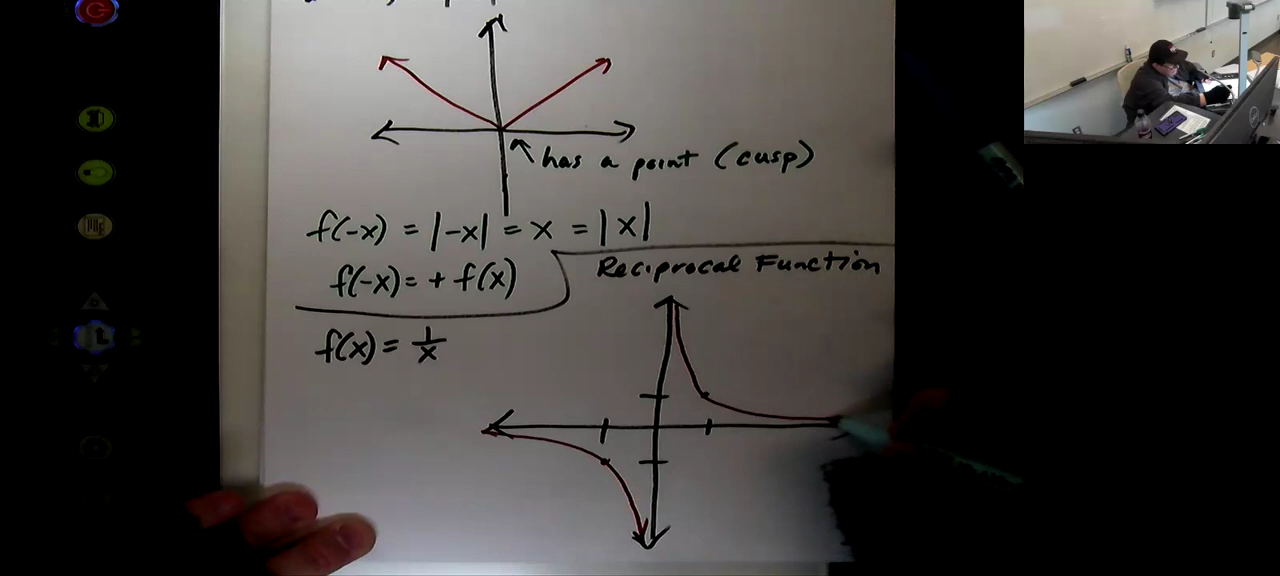 has a point (cusp)
f(-x) = |-x| = x = |x|
f(-x) = + f(x)
Reciprocal Function
f(x) = 1/x